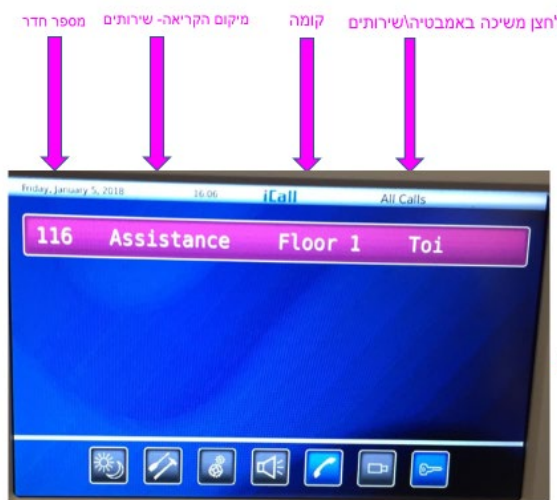 לחצן משיכה באמבטיה\שירותים
קומה
מיקום הקריאה- שירותים
מספר חדר
Friday, January 5, 2018 16:06 iCall All Calls
116 Assistance Floor 1 Toi